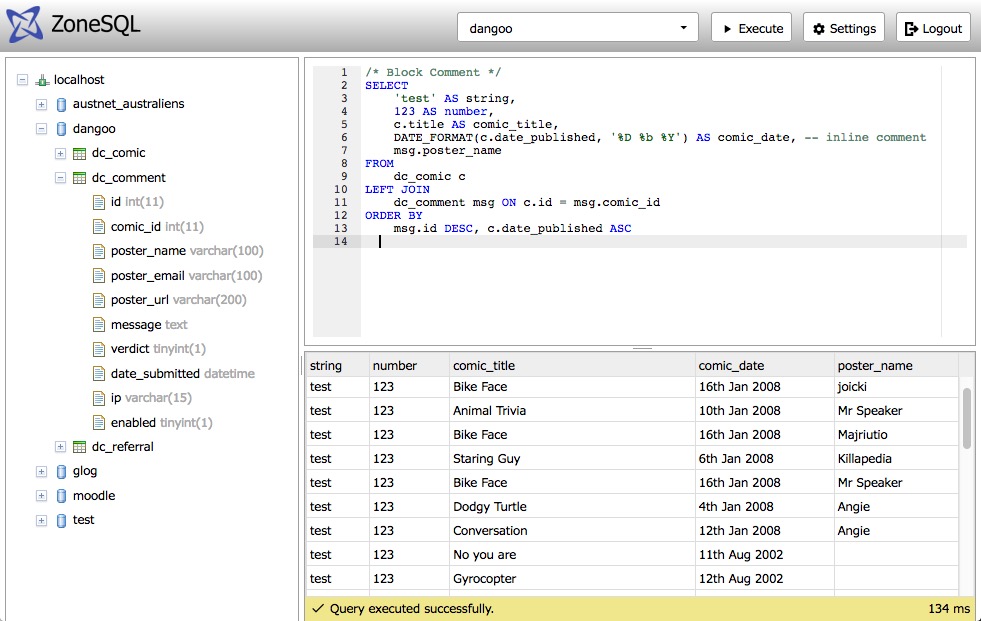 ZoneSQL
dangoo
Execute
Settings
Logout
localhost
austnet_australiens
dangoo
dc_comic
dc_comment
id int(11)
comic_id int(11)
poster_name varchar(100)
poster_email varchar(100)
poster_url varchar(200)
message text
verdict tinyint(1)
date_submitted datetime
ip varchar(15)
enabled tinyint(1)
dc_referral
glog
moodle
test
1 /* Block Comment */
2 SELECT
3 'test' AS string,
4 123 AS number,
5 c.title AS comic_title,
6 DATE_FORMAT(c.date_published, '%D %b %Y') AS comic_date, -- inline comment
7 msg.poster_name
8 FROM
9 dc_comic c
10 LEFT JOIN
11 dc_comment msg ON c.id = msg.comic_id
12 ORDER BY
13 msg.id DESC, c.date_published ASC
14
string number comic_title comic_date poster_name
test 123 Bike Face 16th Jan 2008 joicki
test 123 Animal Trivia 10th Jan 2008 Mr Speaker
test 123 Bike Face 16th Jan 2008 Majriutio
test 123 Staring Guy 6th Jan 2008 Killapedia
test 123 Bike Face 16th Jan 2008 Mr Speaker
test 123 Dodgy Turtle 4th Jan 2008 Angie
test 123 Conversation 12th Jan 2008 Angie
test 123 No you are 11th Aug 2002
test 123 Gyrocopter 12th Aug 2002
Query executed successfully. 134 ms